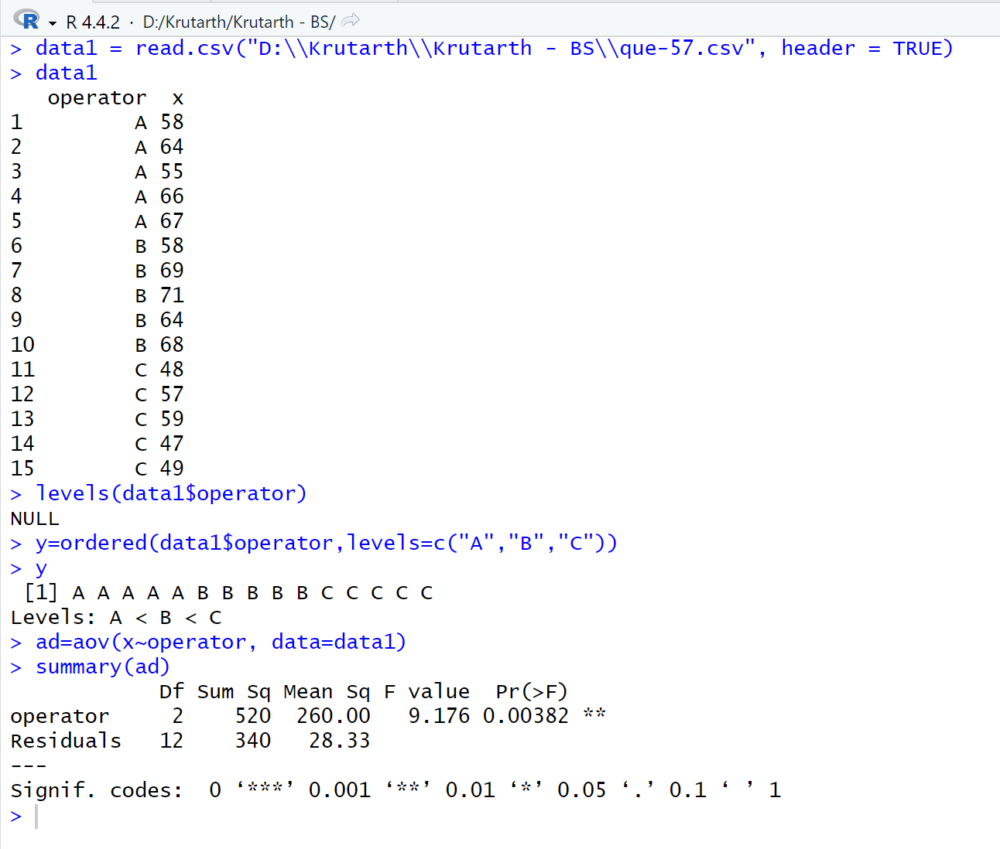 R R 4.4.2 · D:/Krutarth/Krutarth - BS/
> data1 = read.csv("D:\\Krutarth\\Krutarth - BS\\que-57.csv", header = TRUE)
> data1
   operator  x
1         A 58
2         A 64
3         A 55
4         A 66
5         A 67
6         B 58
7         B 69
8         B 71
9         B 64
10        B 68
11        C 48
12        C 57
13        C 59
14        C 47
15        C 49
> levels(data1$operator)
NULL
> y=ordered(data1$operator,levels=c("A","B","C"))
> y
 [1] A A A A A B B B B B C C C C C
Levels: A < B < C
> ad=aov(x~operator, data=data1)
> summary(ad)
            Df Sum Sq Mean Sq F value  Pr(>F)
operator     2    520  260.00   9.176 0.00382 **
Residuals   12    340   28.33
---
Signif. codes:  0 ‘***’ 0.001 ‘**’ 0.01 ‘*’ 0.05 ‘.’ 0.1 ‘ ’ 1
>